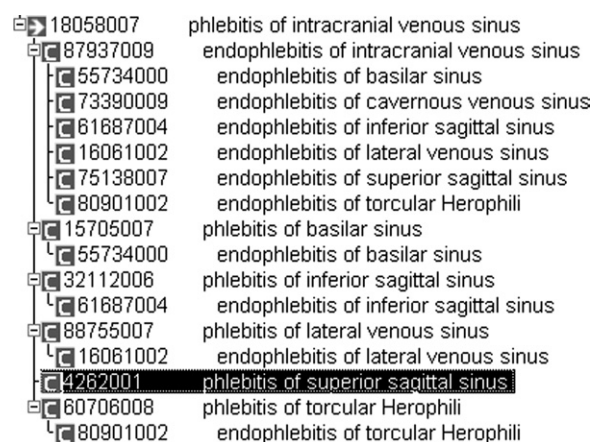 18058007 phlebitis of intracranial venous sinus
C 87937009 endophlebitis of intracranial venous sinus
C 55734000 endophlebitis of basilar sinus
C 73390009 endophlebitis of cavernous venous sinus
C 61687004 endophlebitis of inferior sagittal sinus
C 16061002 endophlebitis of lateral venous sinus
C 75138007 endophlebitis of superior sagittal sinus
C 80901002 endophlebitis of torcular Herophili
C 15705007 phlebitis of basilar sinus
C 55734000 endophlebitis of basilar sinus
C 32112006 phlebitis of inferior sagittal sinus
C 61687004 endophlebitis of inferior sagittal sinus
C 88755007 phlebitis of lateral venous sinus
C 16061002 endophlebitis of lateral venous sinus
C 4262001 phlebitis of superior sagittal sinus
C 60706008 phlebitis of torcular Herophili
C 80901002 endophlebitis of torcular Herophili